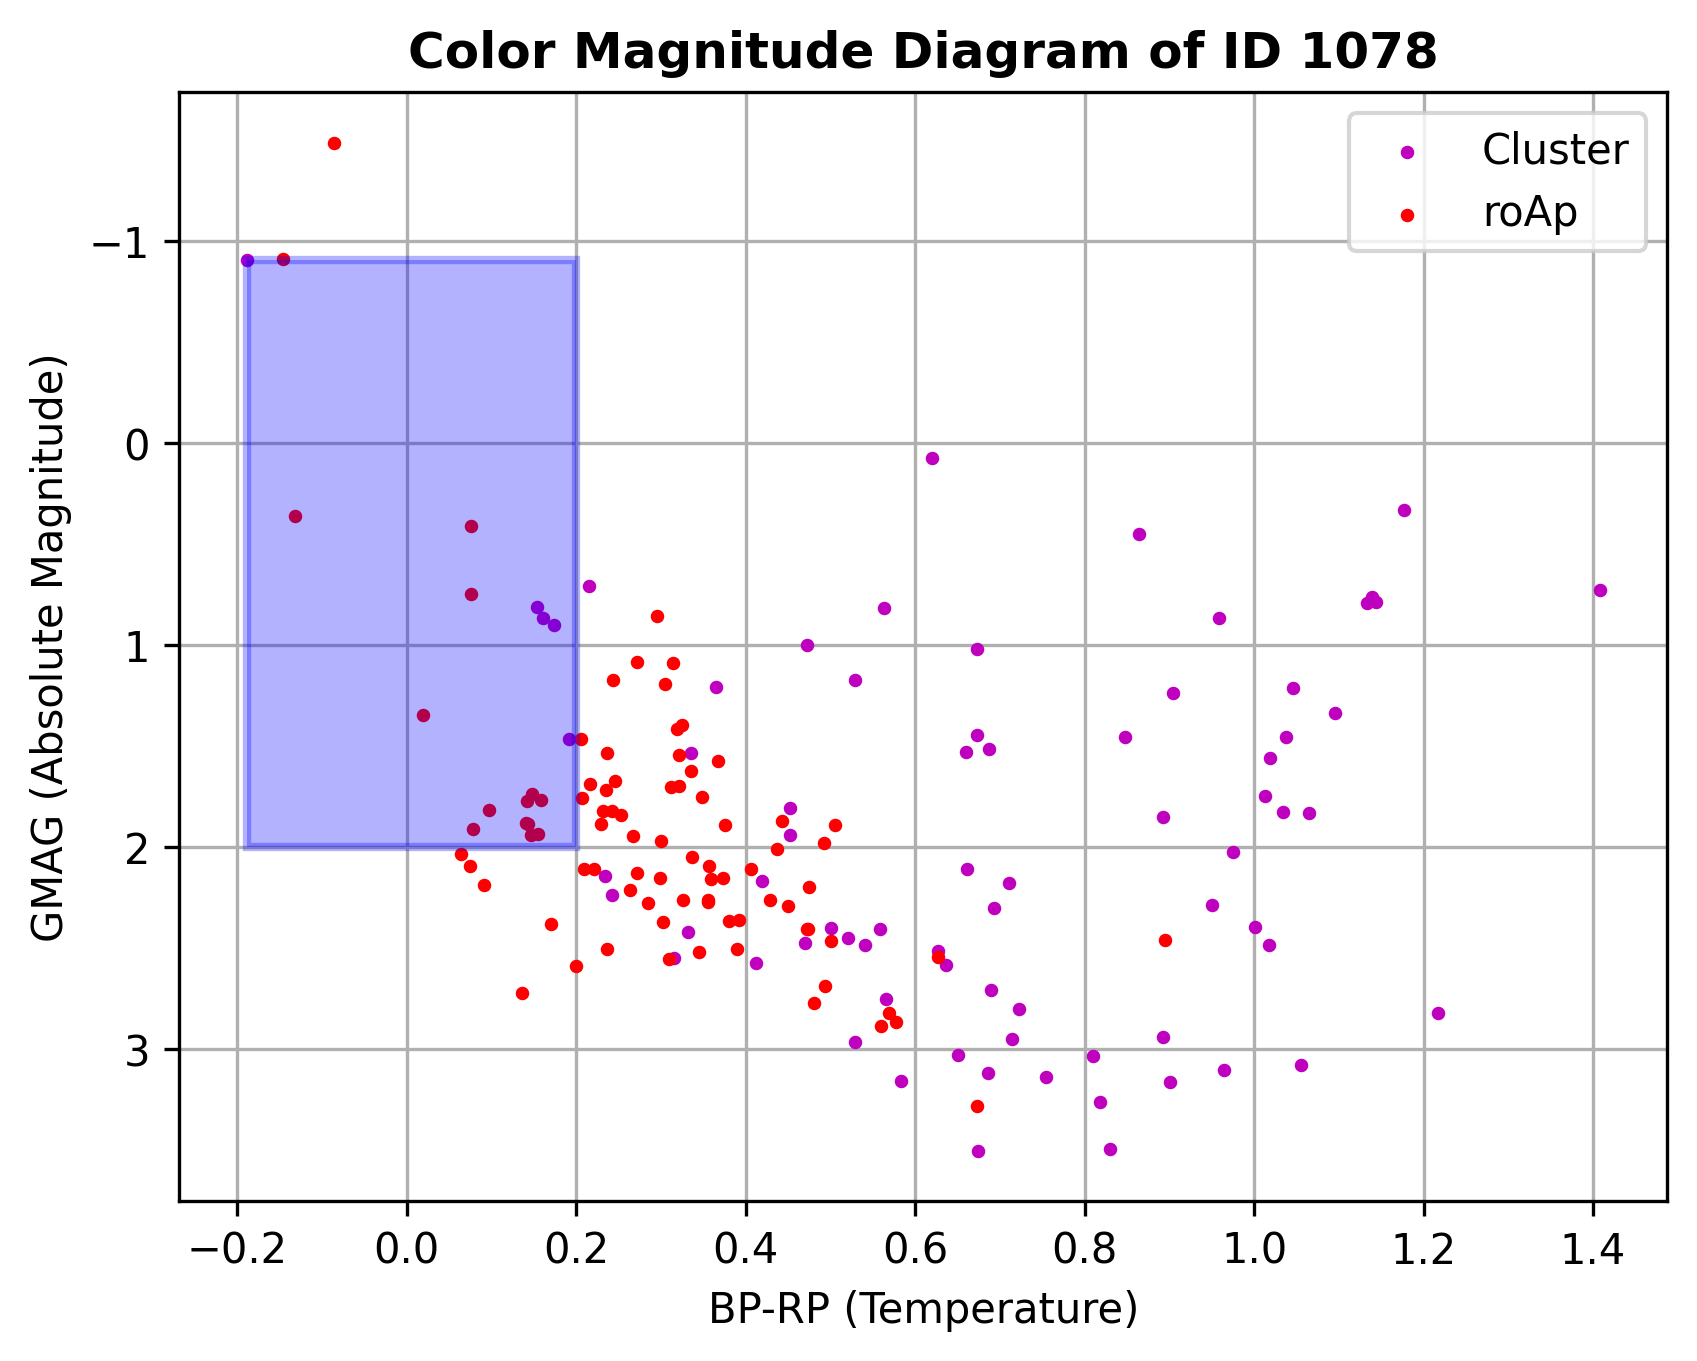 Color Magnitude Diagram of ID 1078
Cluster
roAp
GMAG (Absolute Magnitude)
−1
0
1
2
3
−0.2 0.0 0.2 0.4 0.6 0.8 1.0 1.2 1.4
BP-RP (Temperature)